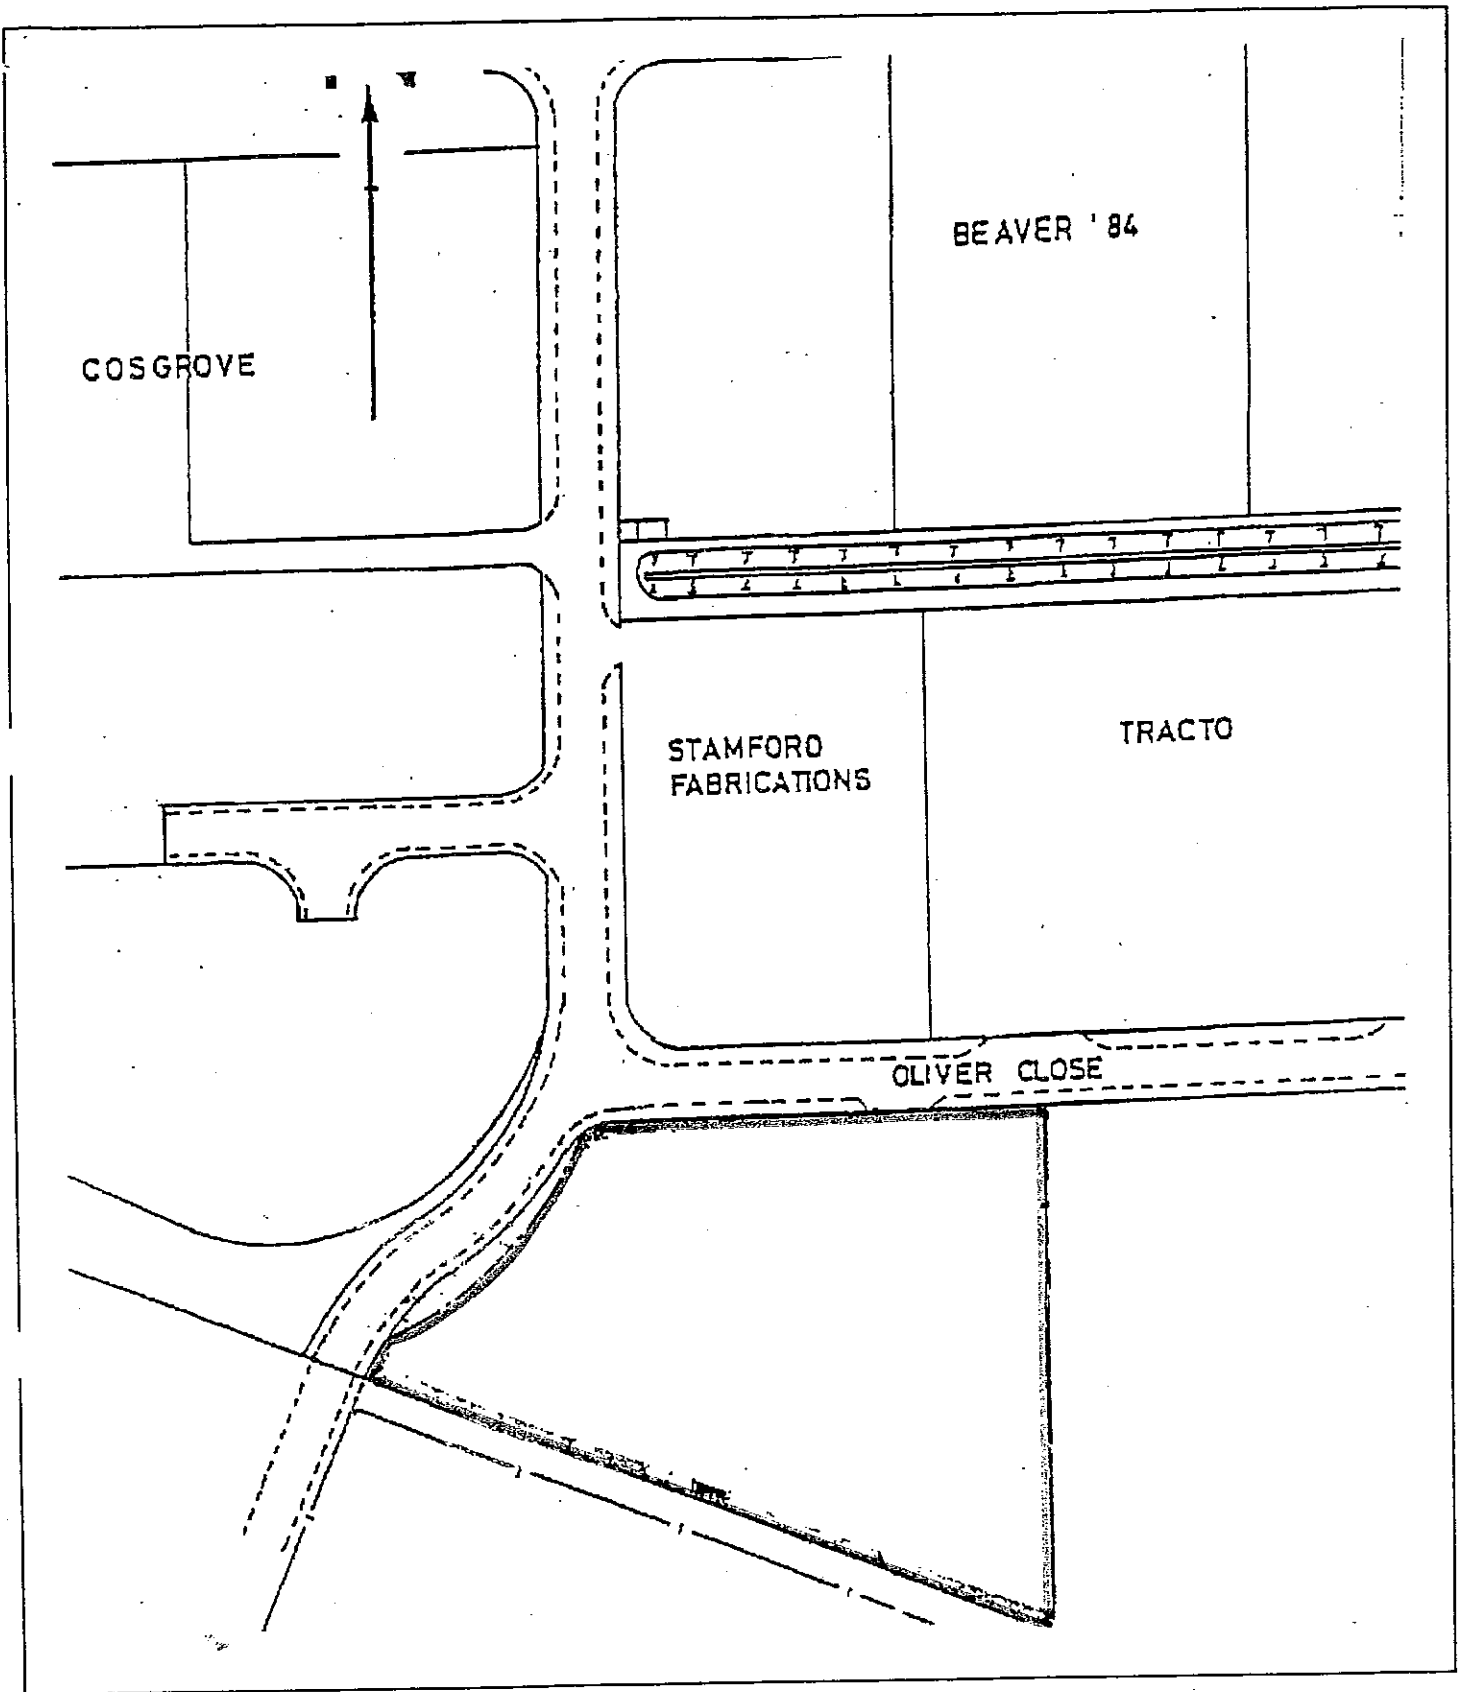 BEAVER '84
COSGROVE
STAMFORD
FABRICATIONS
TRACTO
OLIVER CLOSE